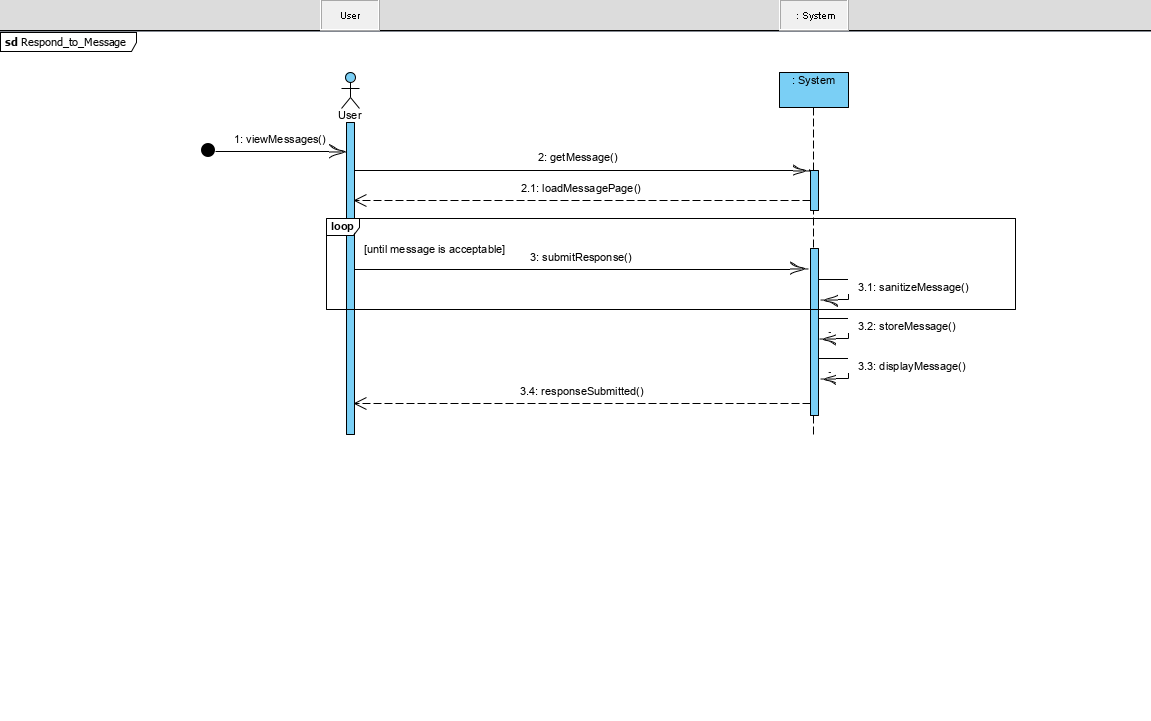 User
: System
sd Respond_to_Message
: System
User
1: viewMessages()
2: getMessage()
2.1: loadMessagePage()
loop
[until message is acceptable]
3: submitResponse()
3.1: sanitizeMessage()
3.2: storeMessage()
3.3: displayMessage()
3.4: responseSubmitted()